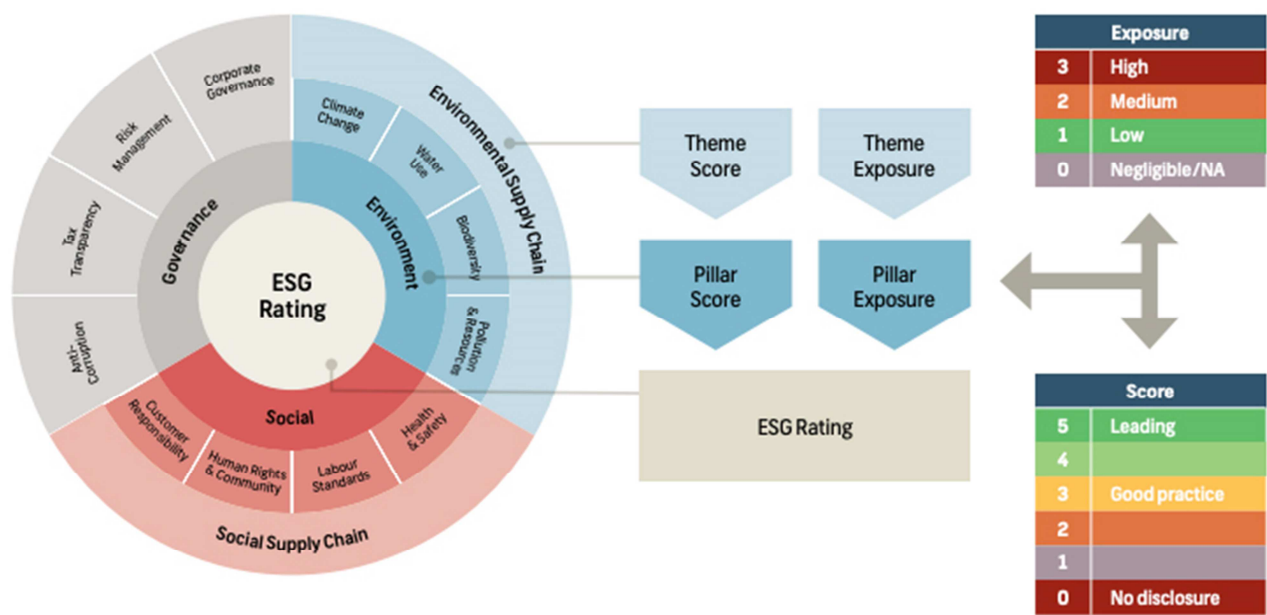 Corporate
Governance
Risk
Management
Tax
Transparency
Anti-
Corruption
Governance
ESG
Rating
Environment
Climate
Change
Water
Use
Biodiversity
Pollution
& Resources
Environmental Supply Chain
Social
Customer
Responsibility
Human Rights
& Community
Labour
Standards
Health
& Safety
Social Supply Chain
Theme
Score
Theme
Exposure
Pillar
Score
Pillar
Exposure
ESG Rating
Exposure
3 High
2 Medium
1 Low
0 Negligible/NA
Score
5 Leading
4
3 Good practice
2
1
0 No disclosure